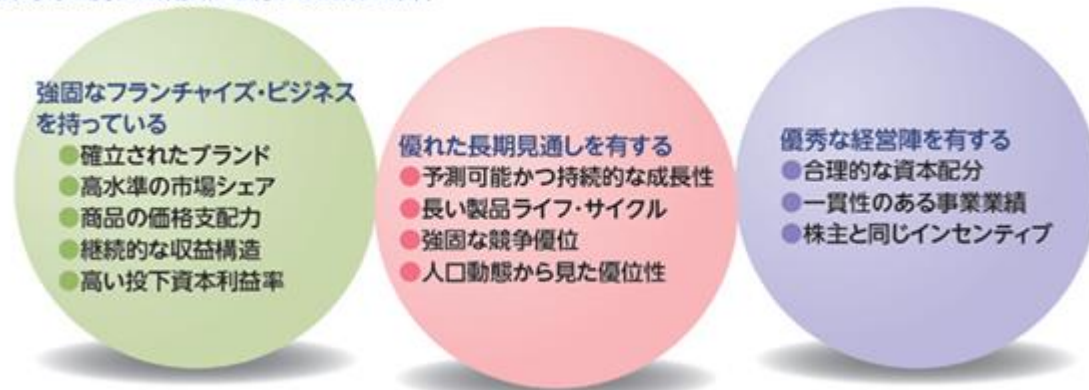 強固なフランチャイズ・ビジネス
を持っている
●確立されたブランド
●高水準の市場シェア
●商品の価格支配力
●継続的な収益構造
●高い投下資本利益率
優れた長期見通しを有する
●予測可能かつ持続的な成長性
●長い製品ライフ・サイクル
●強固な競争優位
●人口動態から見た優位性
優秀な経営陣を有する
●合理的な資本配分
●一貫性のある事業業績
●株主と同じインセンティブ